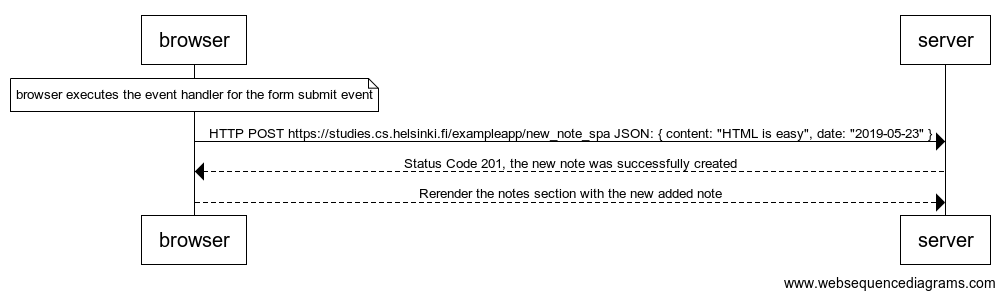 browser
server
browser executes the event handler for the form submit event
HTTP POST https://studies.cs.helsinki.fi/exampleapp/new_note_spa JSON: { content: "HTML is easy", date: "2019-05-23" }
Status Code 201, the new note was successfully created
Rerender the notes section with the new added note
browser
server
www.websequencediagrams.com